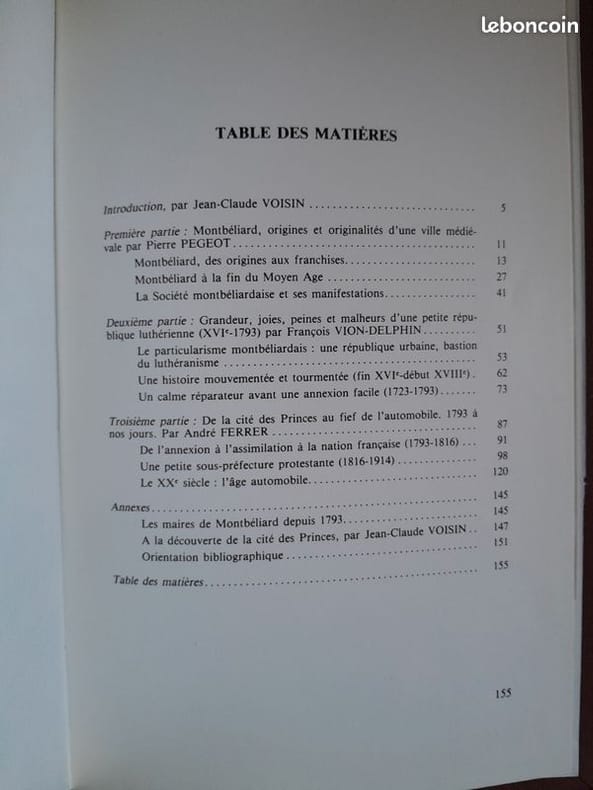 leboncoin
TABLE DES MATIÈRES
Introduction, par Jean-Claude VOISIN ................................ 5
Première partie : Montbéliard, origines et originalités d'une ville médié-
vale par Pierre PEGEOT ............................................. 11
Montbéliard, des origines aux franchises......................... 13
Montbéliard à la fin du Moyen Age ............................ 27
La Société montbéliardaise et ses manifestations................. 41
Deuxième partie : Grandeur, joies, peines et malheurs d'une petite répu-
blique luthérienne (XVIᵉ-1793) par François VION-DELPHIN.......... 51
Le particularisme montbéliardais : une république urbaine, bastion
du luthéranisme ................................................ 53
Une histoire mouvementée et tourmentée (fin XVIᵉ-début XVIIIᵉ) . 62
Un calme réparateur avant une annexion facile (1723-1793)....... 73
Troisième partie : De la cité des Princes au fief de l'automobile. 1793 à
nos jours. Par André FERRER ....................................... 87
De l'annexion à l'assimilation à la nation française (1793-1816) ... 91
Une petite sous-préfecture protestante (1816-1914) ............... 98
Le XXᵉ siècle : l'âge automobile................................ 120
Annexes............................................................ 145
Les maires de Montbéliard depuis 1793.......................... 145
A la découverte de la cité des Princes, par Jean-Claude VOISIN .. 147
Orientation bibliographique ..................................... 151
Table des matières.................................................. 155
155